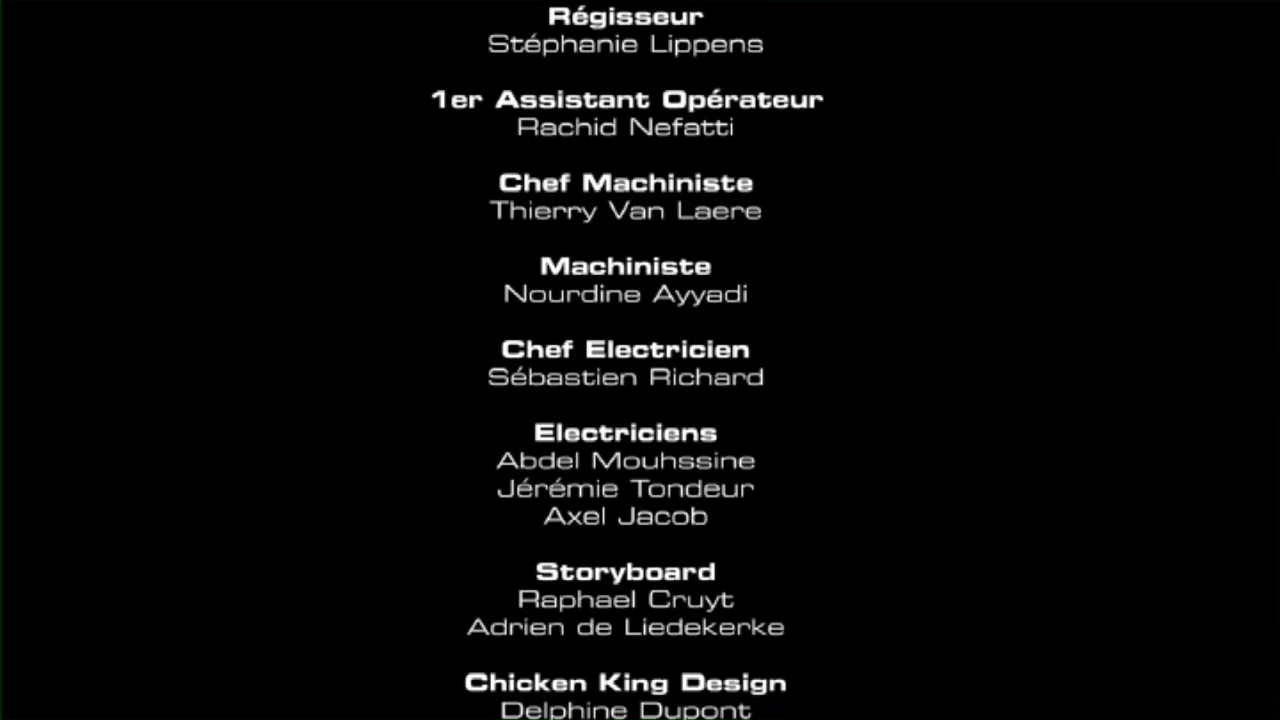 Régisseur
Stéphanie Lippens
1er Assistant Opérateur
Rachid Nefatti
Chef Machiniste
Thierry Van Laere
Machiniste
Nourdine Ayyadi
Chef Electricien
Sébastien Richard
Electriciens
Abdel Mouhssine
Jérémie Tondeur
Axel Jacob
Storyboard
Raphael Cruyt
Adrien de Liedekerke
Chicken King Design
Delphine Dupont